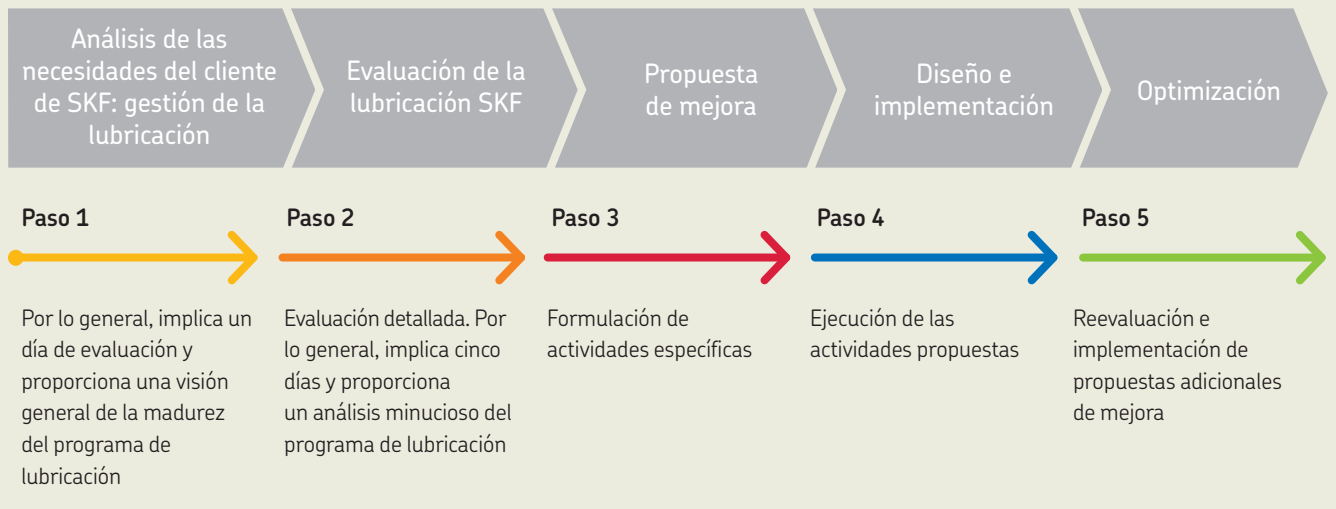 Análisis de las
necesidades del cliente
de SKF: gestión de la
lubricación
Evaluación de la
lubricación SKF
Propuesta
de mejora
Diseño e
implementación
Optimización
Paso 1
Por lo general, implica un
día de evaluación y
proporciona una visión
general de la madurez
del programa de
lubricación
Paso 2
Evaluación detallada. Por
lo general, implica cinco
días y proporciona
un análisis minucioso del
programa de lubricación
Paso 3
Formulación de
actividades específicas
Paso 4
Ejecución de las
actividades propuestas
Paso 5
Reevaluación e
implementación de
propuestas adicionales
de mejora